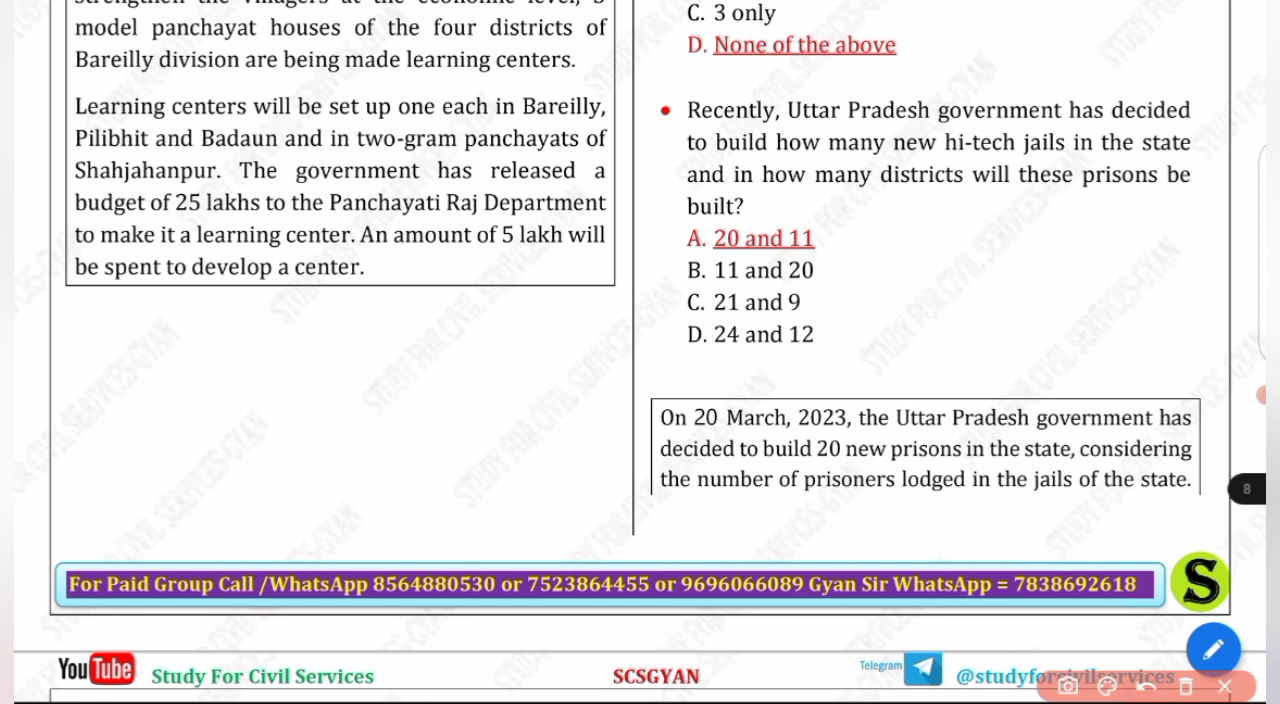 model panchayat houses of the four districts of
Bareilly division are being made learning centers.
Learning centers will be set up one each in Bareilly,
Pilibhit and Badaun and in two-gram panchayats of
Shahjahanpur. The government has released a
budget of 25 lakhs to the Panchayati Raj Department
to make it a learning center. An amount of 5 lakh will
be spent to develop a center.
C. 3 only
D. None of the above
• Recently, Uttar Pradesh government has decided
to build how many new hi-tech jails in the state
and in how many districts will these prisons be
built?
A. 20 and 11
B. 11 and 20
C. 21 and 9
D. 24 and 12
On 20 March, 2023, the Uttar Pradesh government has
decided to build 20 new prisons in the state, considering
the number of prisoners lodged in the jails of the state.
8
For Paid Group Call /WhatsApp 8564880530 or 7523864455 or 9696066089 Gyan Sir WhatsApp = 7838692618
S
YouTube Study For Civil Services SCSGYAN Telegram @studyforcivilservices